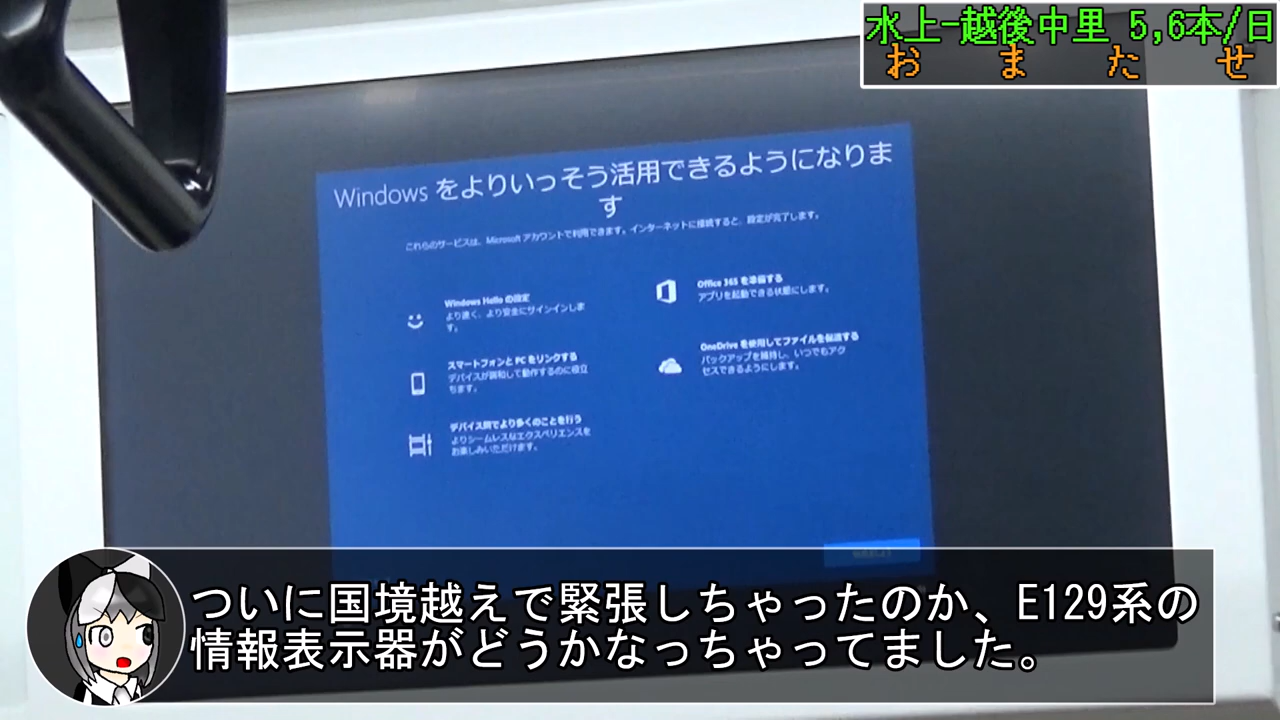 水上-越後中里 5,6本/日
おまたせ
Windows をよりいっそう活用できるようになりま
す
これらのサービスは、Microsoft アカウントで利用できます。インターネットに接続すると、設定が完了します。
Windows Hello の設定
より速く、より安全にサインインしま
す。
スマートフォンと PC をリンクする
デバイスが調和して動作するのに役立
ちます。
デバイス間でより多くのことを行う
よりシームレスなエクスペリエンスを
お楽しみいただけます。
Office 365 を準備する
アプリを起動できる状態にします。
OneDrive を使用してファイルを保護する
バックアップを維持し、いつでもアク
セスできるようにします。
ついに国境越えで緊張しちゃったのか、E129系の
情報表示器がどうかなっちゃってました。